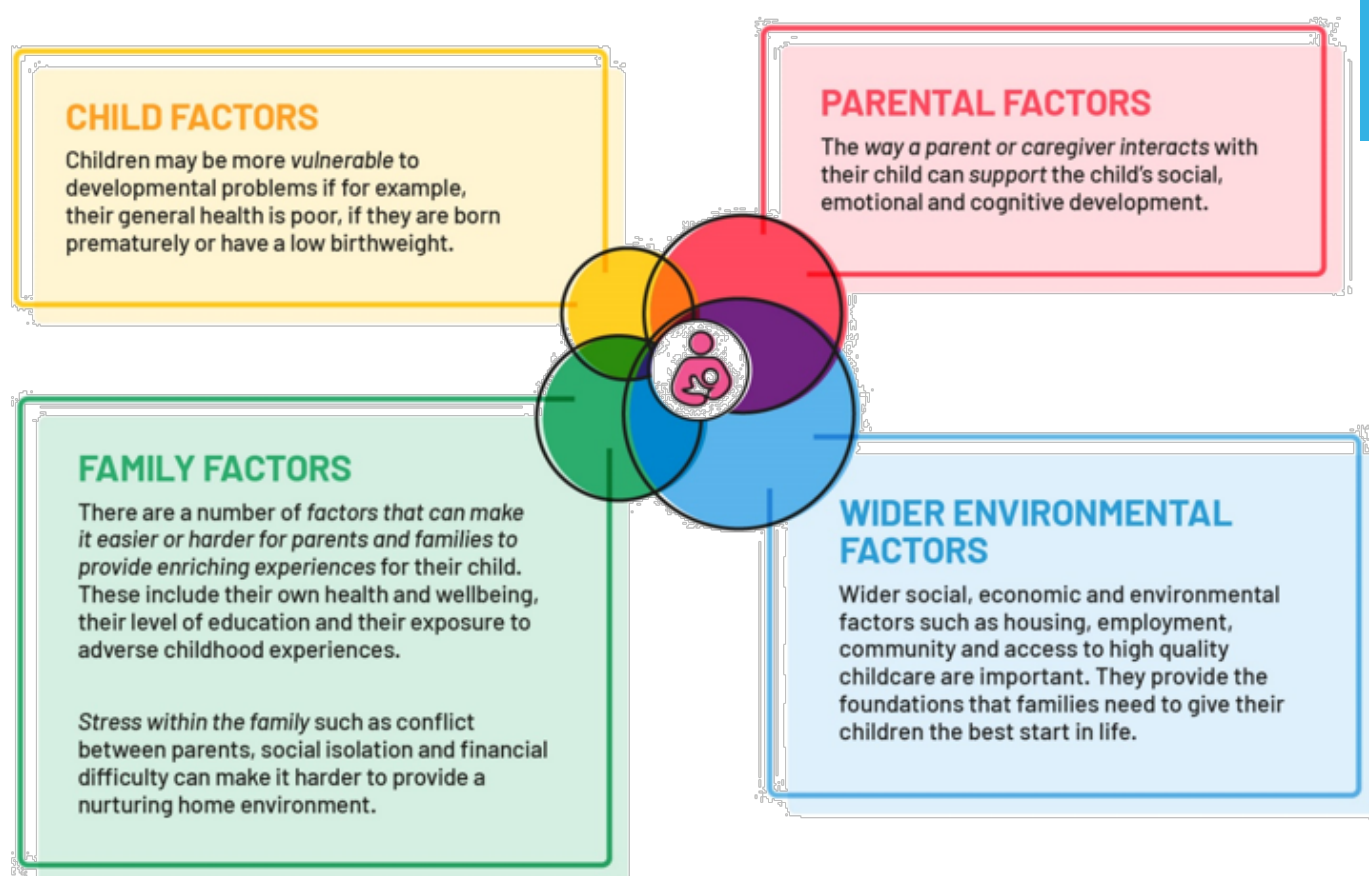 CHILD FACTORS
Children may be more vulnerable to
developmental problems if for example,
their general health is poor, if they are born
prematurely or have a low birthweight.
PARENTAL FACTORS
The way a parent or caregiver interacts with
their child can support the child's social,
emotional and cognitive development.
FAMILY FACTORS
There are a number of factors that can make
it easier or harder for parents and families to
provide enriching experiences for their child.
These include their own health and wellbeing,
their level of education and their exposure to
adverse childhood experiences.
Stress within the family such as conflict
between parents, social isolation and financial
difficulty can make it harder to provide a
nurturing home environment.
WIDER ENVIRONMENTAL
FACTORS
Wider social, economic and environmental
factors such as housing, employment,
community and access to high quality
childcare are important. They provide the
foundations that families need to give their
children the best start in life.